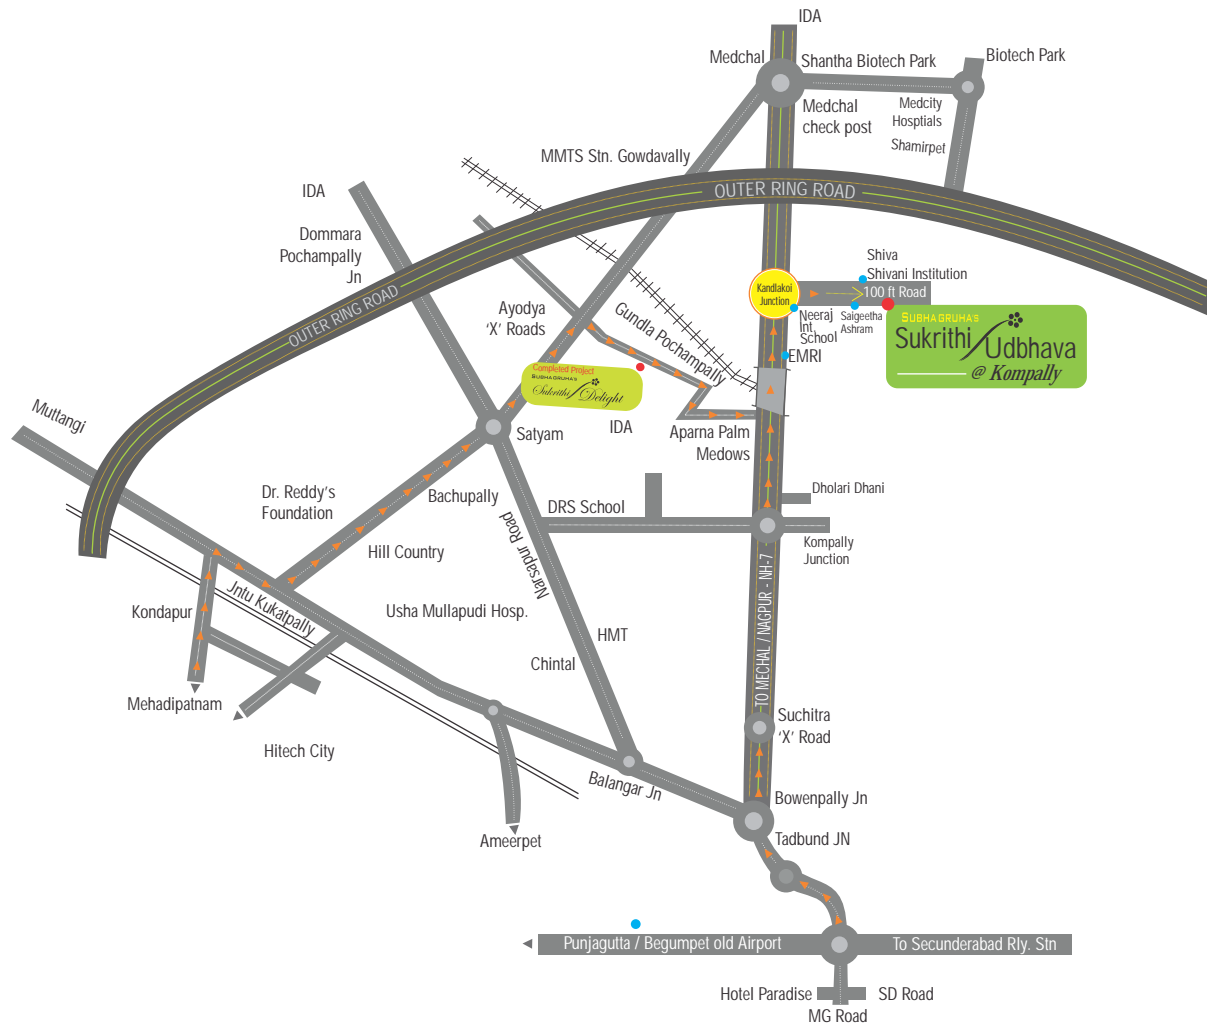 IDA
Medchal
Shantha Biotech Park
Biotech Park
Medchal
check post
Medcity
Hosptials
Shamirpet
MMTS Stn. Gowdavally
OUTER RING ROAD
IDA
Dommara
Pochampally
Jn
OUTER RING ROAD
Shiva
Shivani Institution
100 ft Road
Kandlakoi
Junction
Neeraj
Int
School
Saigeetha
Ashram
EMRI
SUBHAGRUHA'S
Sukrithi
Udbhava
@ Kompally
Ayodya
'X' Roads
Gundla Pochampally
Completed Project
SUBHAGRUHA'S
Sukrithi Delight
IDA
Muttangi
Satyam
Aparna Palm
Medows
Dr. Reddy's
Foundation
Bachupally
Narsapur Road
DRS School
Dholari Dhani
Kompally
Junction
Hill Country
Jntu Kukatpally
Kondapur
Usha Mullapudi Hosp.
HMT
Chintal
TO MECHAL / NAGPUR - NH-7
Mehadipatnam
Hitech City
Suchitra
'X' Road
Balangar Jn
Bowenpally Jn
Ameerpet
Tadbund JN
Punjagutta / Begumpet old Airport
To Secunderabad Rly. Stn
Hotel Paradise
SD Road
MG Road